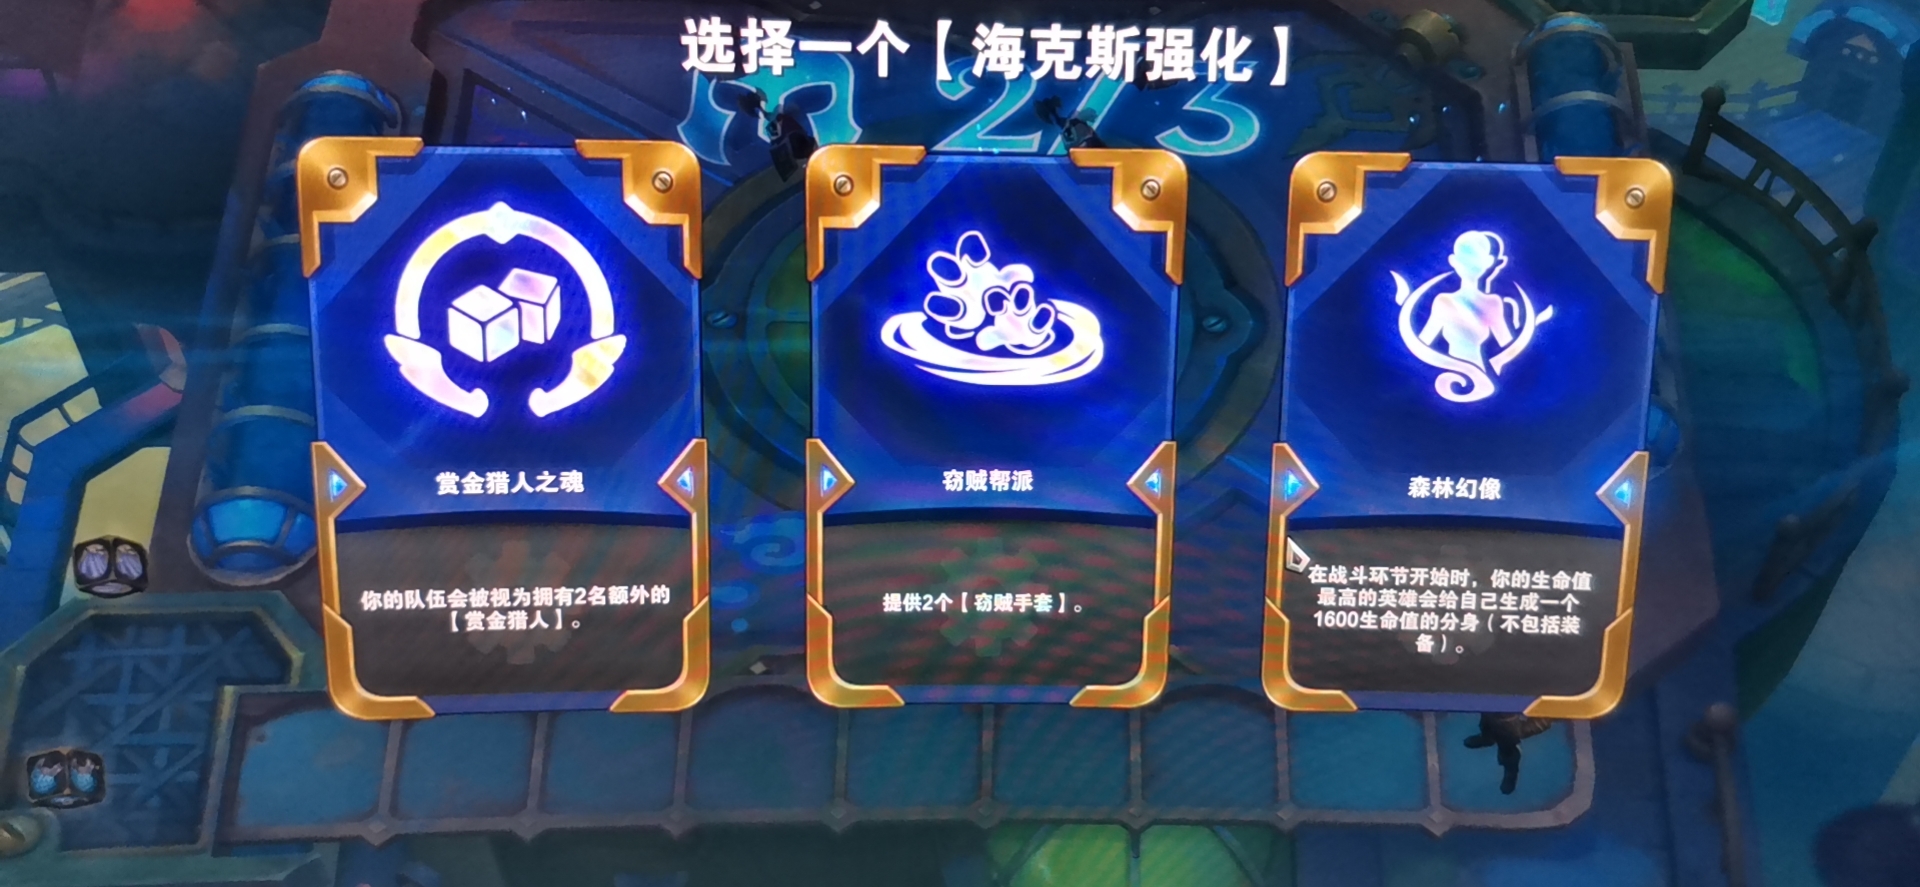 选择一个【海克斯强化】
2/3
赏金猎人之魂
你的队伍会被视为拥有2名额外的
【赏金猎人】。
窃贼帮派
提供2个【窃贼手套】。
森林幻像
在战斗环节开始时，你的生命值
最高的英雄会给自己生成一个
1600生命值的分身（不包括装
备）。